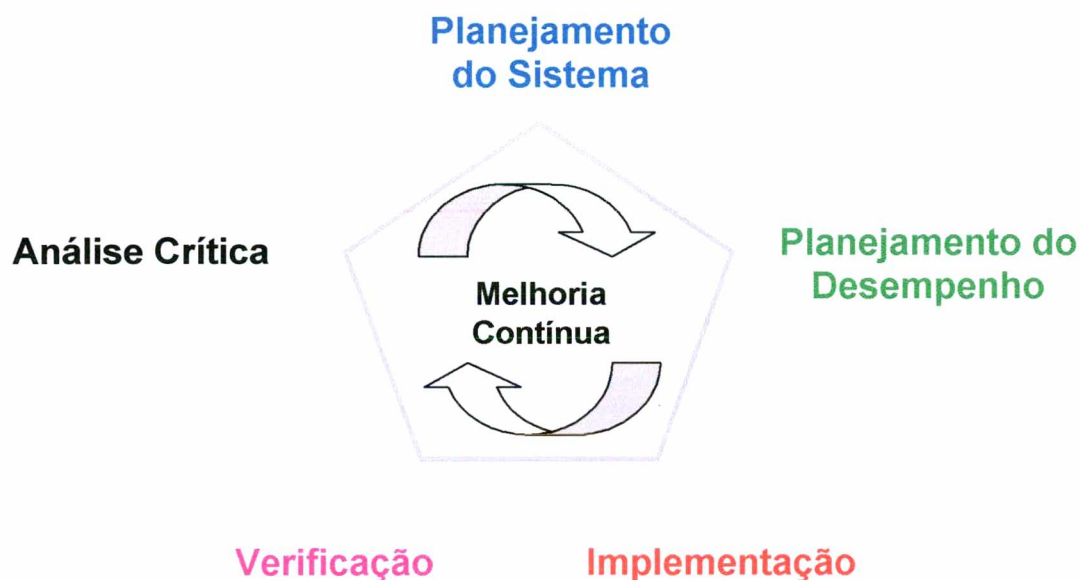 Planejamento
do Sistema
Análise Crítica
Planejamento do
Desempenho
Melhoria
Contínua
Verificação
Implementação